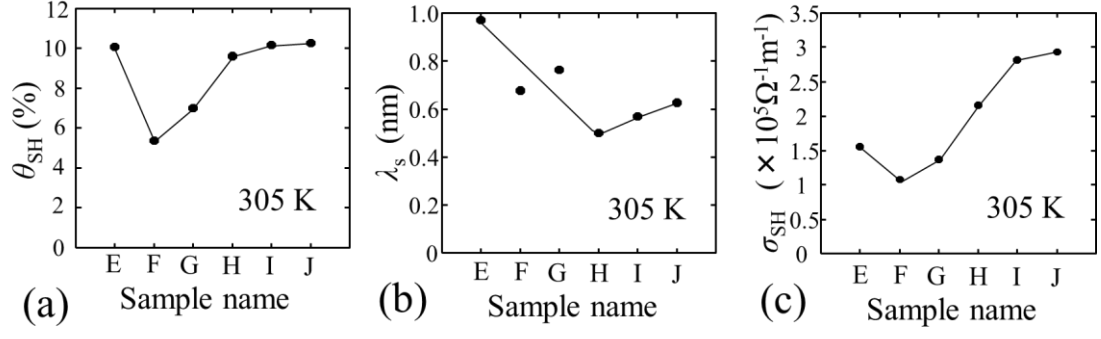 12
10
8
6
4
2
0
θSH (%)
305 K
E F G H I J
(a)
Sample name
1.0
0.8
0.6
0.4
0.2
0
λs (nm)
305 K
E F G H I J
(b)
Sample name
3.5
3
2.5
2
1.5
1
0.5
0
σSH (×10⁵Ω⁻¹m⁻¹)
305 K
E F G H I J
(c)
Sample name